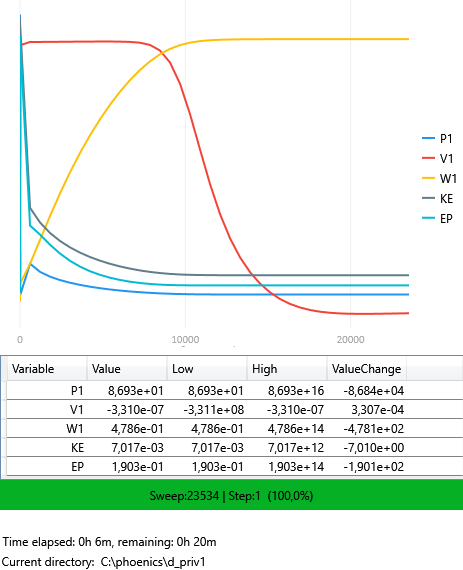 P1
V1
W1
KE
EP
0 10000 20000
Variable Value Low High ValueChange
P1 8,693e+01 8,693e+01 8,693e+16 -8,684e+04
V1 -3,310e-07 -3,311e+08 -3,310e-07 3,307e-04
W1 4,786e-01 4,786e-01 4,786e+14 -4,781e+02
KE 7,017e-03 7,017e-03 7,017e+12 -7,010e+00
EP 1,903e-01 1,903e-01 1,903e+14 -1,901e+02
Sweep:23534 | Step:1 (100,0%)
Time elapsed: 0h 6m, remaining: 0h 20m
Current directory: C:\phoenics\d_priv1